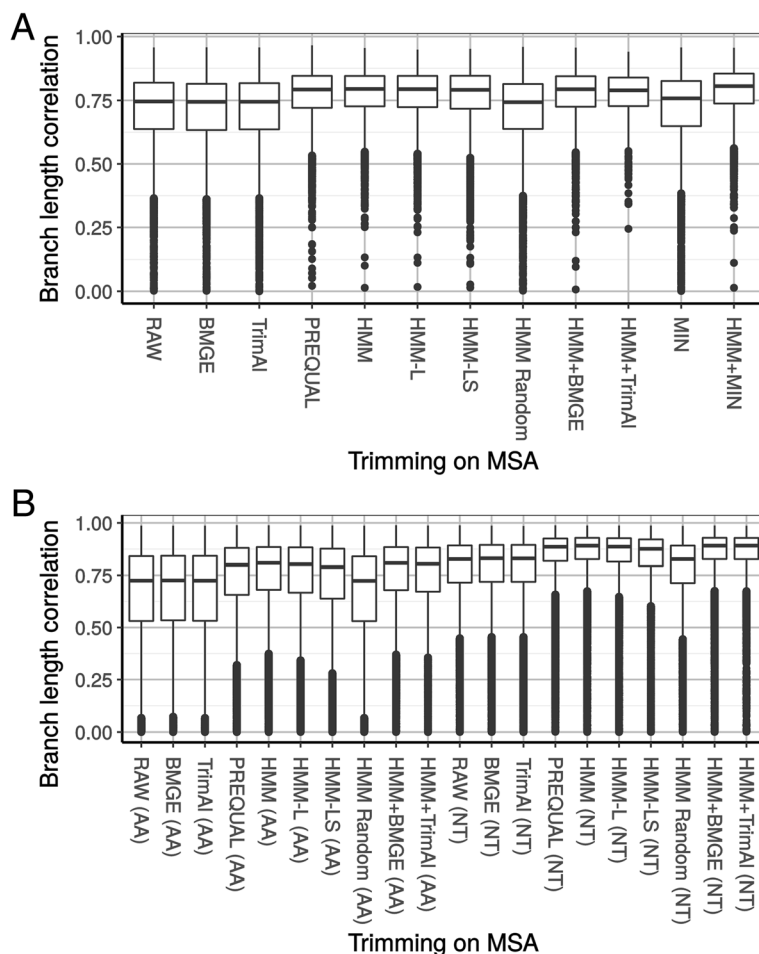 A
Branch length correlation
1.00
0.75
0.50
0.25
0.00
RAW
BMGE
TrimAl
PREQUAL
HMM
HMM-L
HMM-LS
HMM Random
HMM+BMGE
HMM+TrimAl
MIN
HMM+MIN
Trimming on MSA
B
Branch length correlation
1.00
0.75
0.50
0.25
0.00
RAW (AA)
BMGE (AA)
TrimAl (AA)
PREQUAL (AA)
HMM (AA)
HMM-L (AA)
HMM-LS (AA)
HMM Random (AA)
HMM+BMGE (AA)
HMM+TrimAl (AA)
RAW (NT)
BMGE (NT)
TrimAl (NT)
PREQUAL (NT)
HMM (NT)
HMM-L (NT)
HMM-LS (NT)
HMM Random (NT)
HMM+BMGE (NT)
HMM+TrimAl (NT)
Trimming on MSA